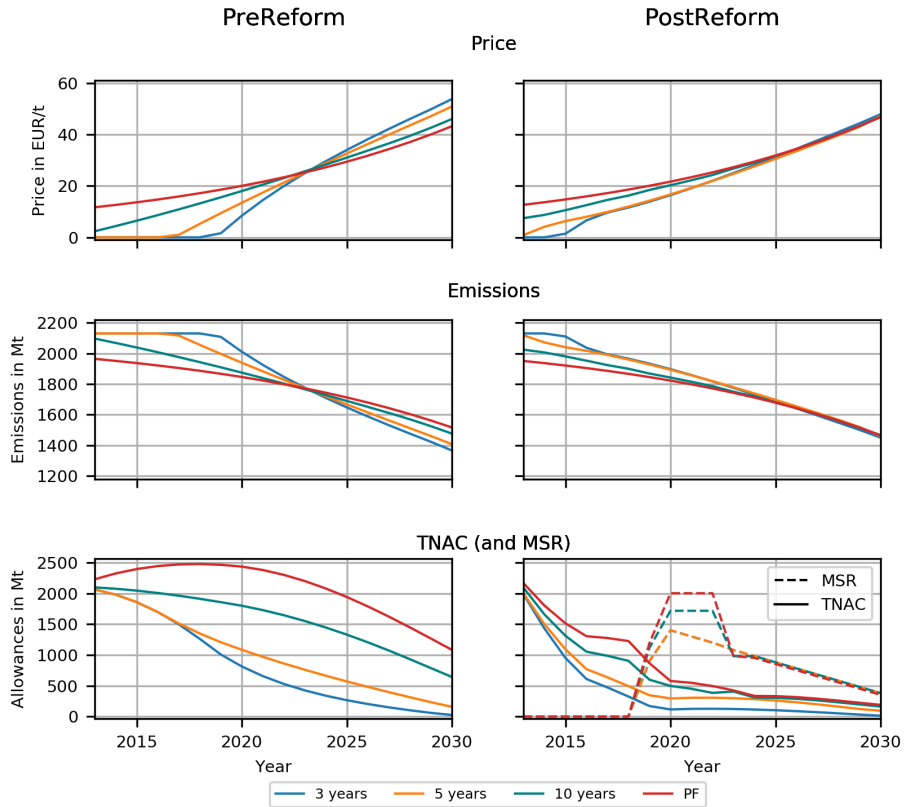 PreReform PostReform
Price
Price in EUR/t
60
40
20
0
Emissions
Emissions in Mt
2200
2000
1800
1600
1400
1200
TNAC (and MSR)
Allowances in Mt
2500
2000
1500
1000
500
0
MSR
TNAC
2015 2020 2025 2030 2015 2020 2025 2030
Year Year
3 years 5 years 10 years PF